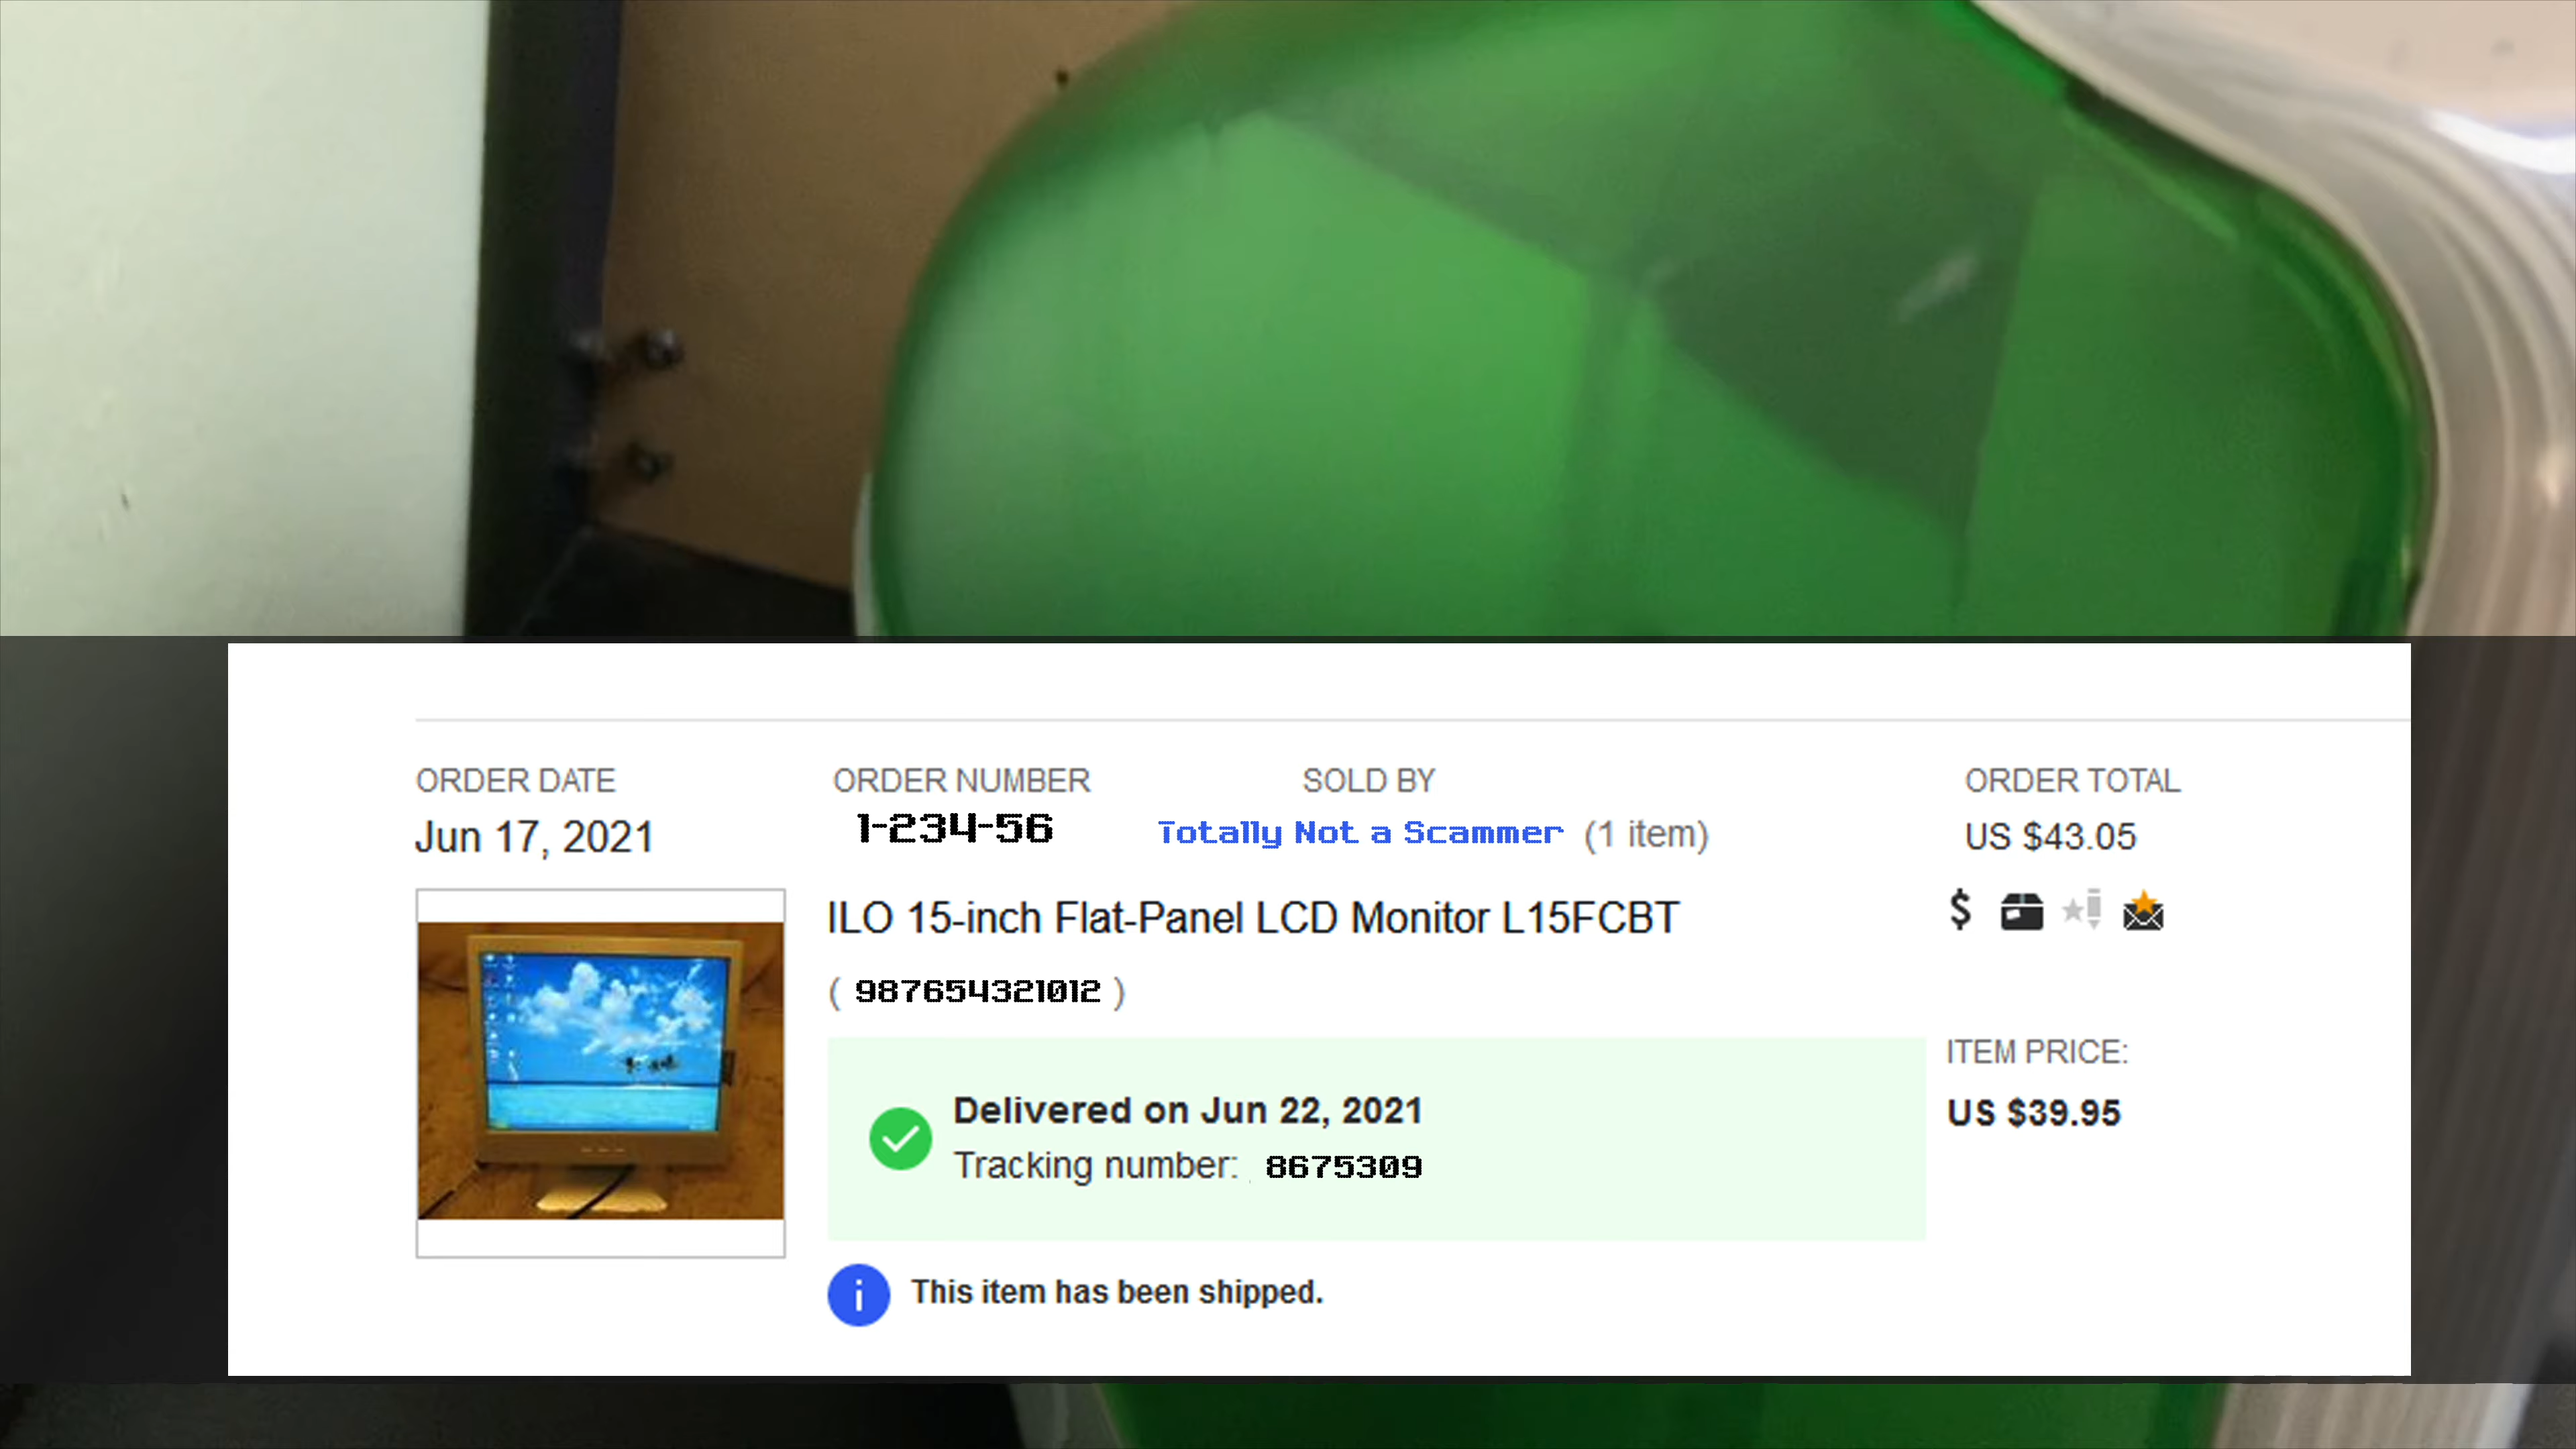 ORDER DATE ORDER NUMBER SOLD BY ORDER TOTAL
Jun 17, 2021 1-234-56 Totally Not a Scammer (1 item) US $43.05
ILO 15-inch Flat-Panel LCD Monitor L15FCBT
( 987654321012 )
ITEM PRICE:
US $39.95
Delivered on Jun 22, 2021
Tracking number: 8675309
This item has been shipped.